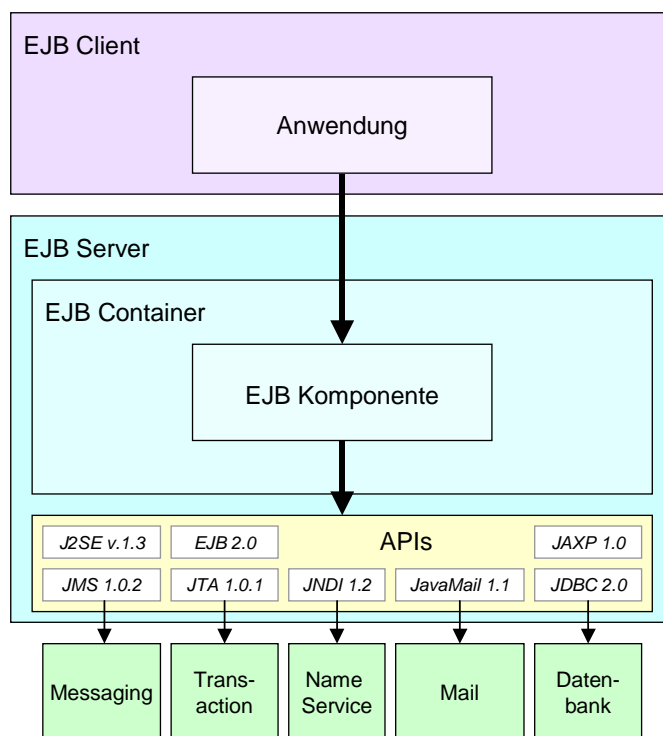 EJB Client
Anwendung
EJB Server
EJB Container
EJB Komponente
J2SE v.1.3
EJB 2.0
APIs
JAXP 1.0
JMS 1.0.2
JTA 1.0.1
JNDI 1.2
JavaMail 1.1
JDBC 2.0
Messaging
Trans-
action
Name
Service
Mail
Daten-
bank